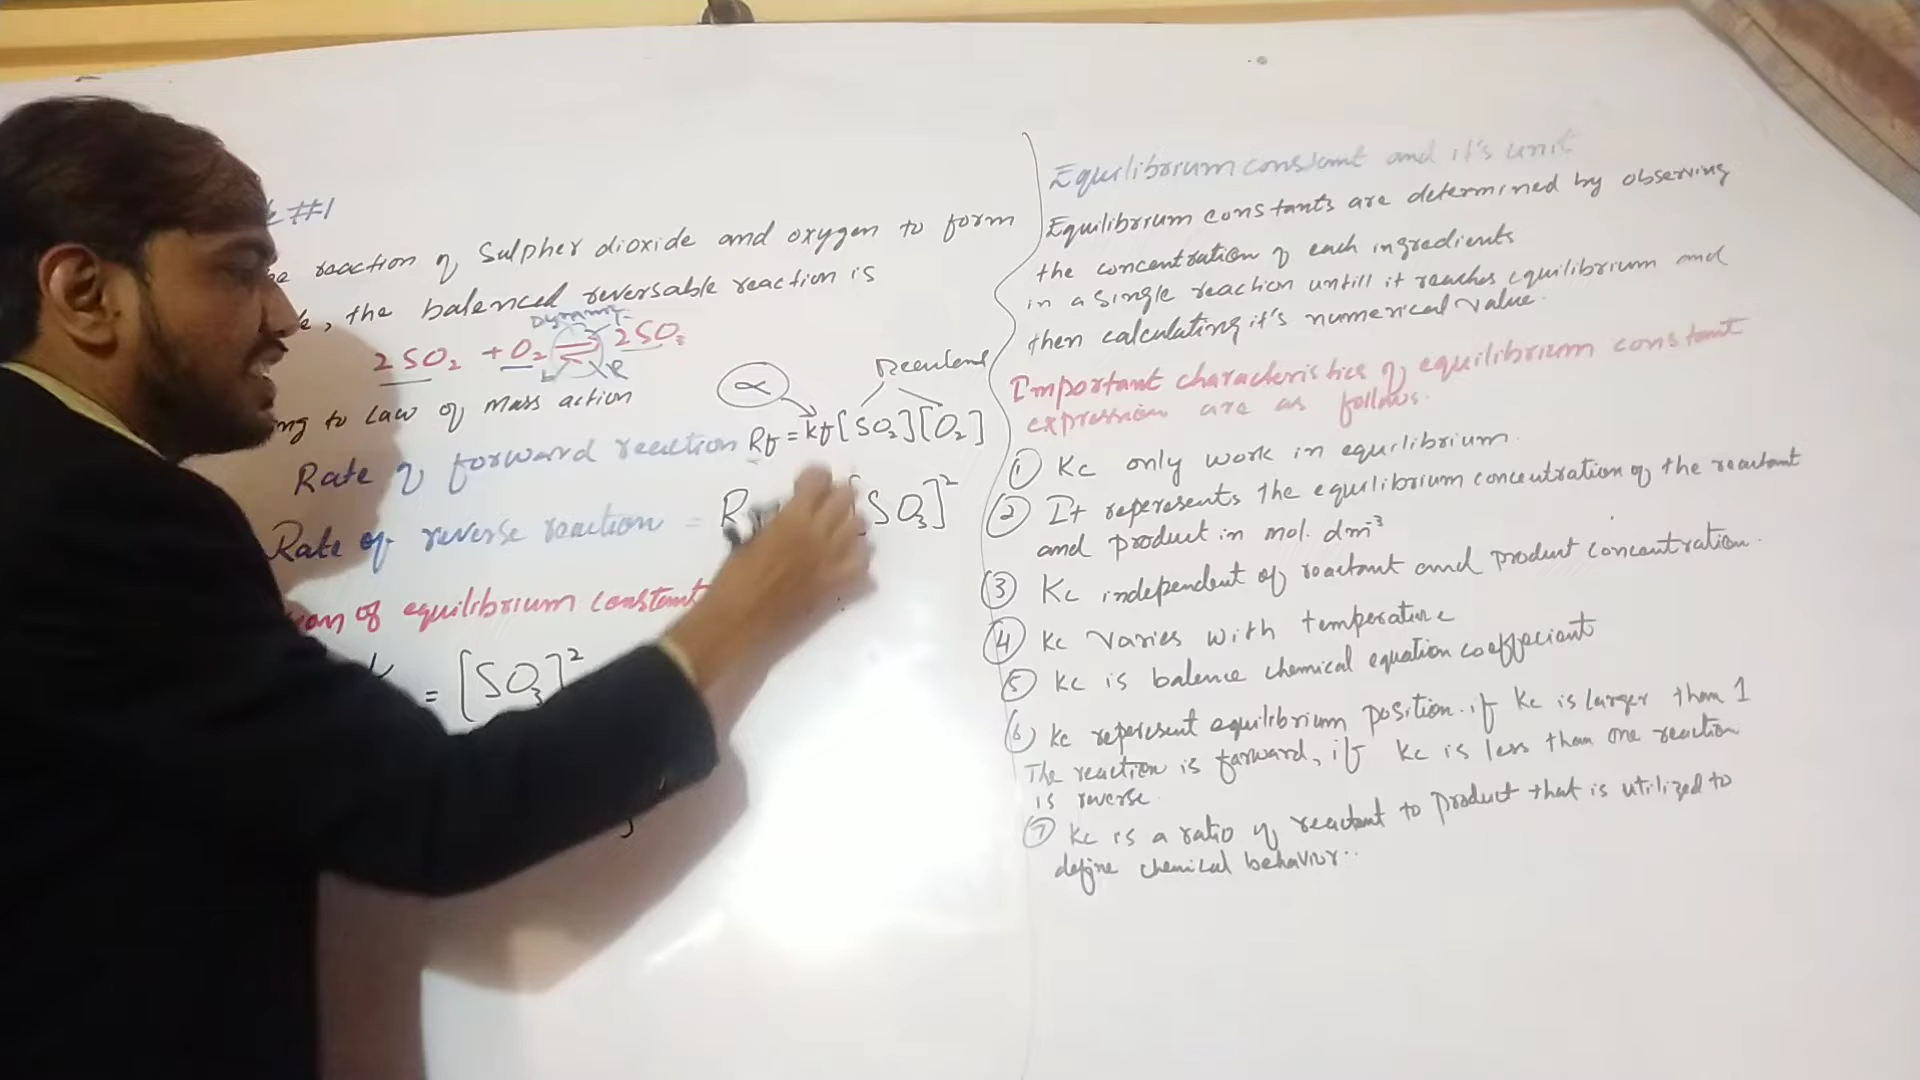 #1
reaction of Sulpher dioxide and oxygen to form
, the balenced reversable reaction is
Dynamic
2SO₂ + O₂ ⇌ 2SO₃
R
to Law of Mass action
∝
Rate of forward reaction Rf = kf [SO₂][O₂]
Rate of reverse reaction = R [SO₃]²
of equilibrium constant
= [SO₃]²
Equilibrium constant and it's unit
Equilibrium constants are determined by observing
the concentration of each ingredients
in a single reaction untill it reaches equilibrium and
then calculating it's numerical value.
Important characteristics of equilibrium constant
expression are as follows.
① Kc only work in equilibrium.
② It represents the equilibrium concentration of the reactant
and product in mol. dm⁻³
③ Kc independent of reactant and product concentration.
④ Kc varies with temperature
⑤ Kc is balence chemical equation coeffeciant
⑥ Kc represent equilibrium position. if Kc is larger than 1
The reaction is farward, if Kc is less than one reaction
is reverse.
⑦ Kc is a ratio of reactant to product that is utilized to
define chemical behavior..